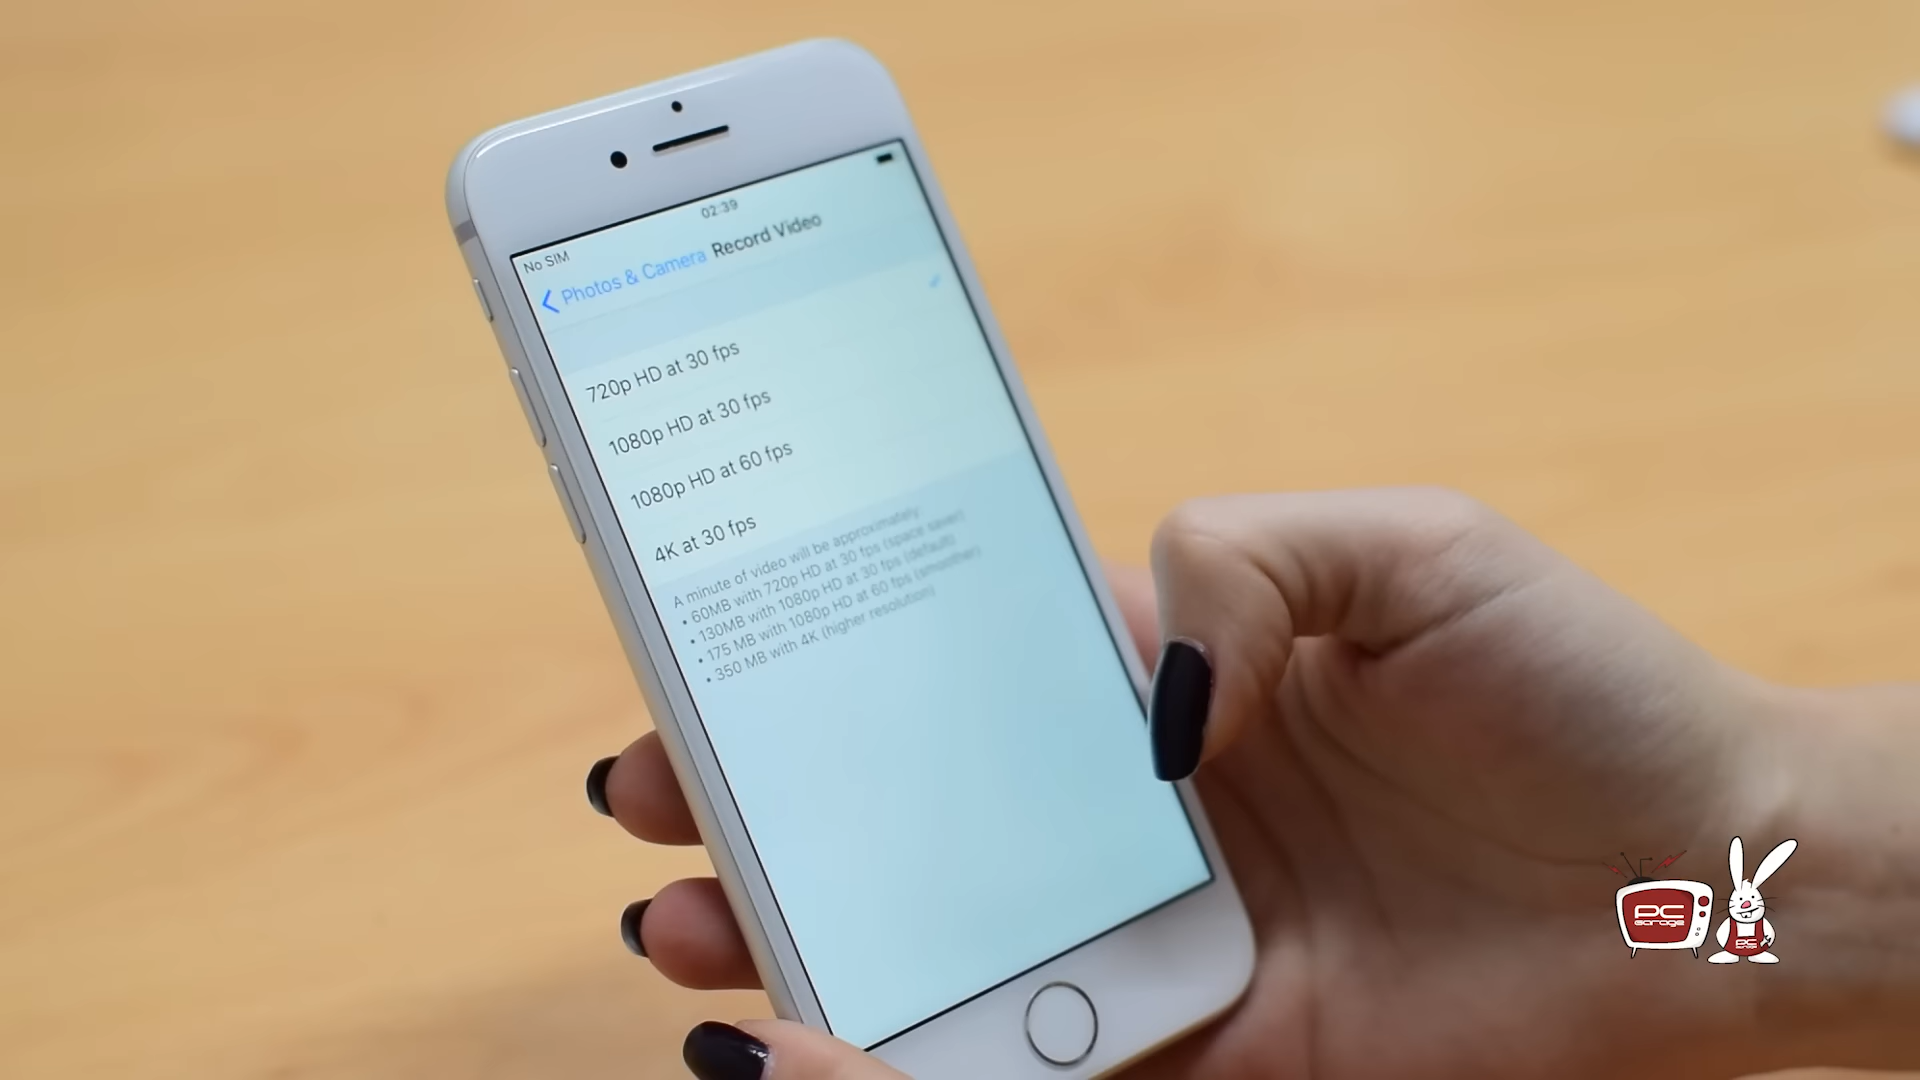 No SIM
02:39
Photos & Camera
Record Video
720p HD at 30 fps
1080p HD at 30 fps
1080p HD at 60 fps
4K at 30 fps
A minute of video will be approximately:
• 60MB with 720p HD at 30 fps (space saver)
• 130MB with 1080p HD at 30 fps (default)
• 175 MB with 1080p HD at 60 fps (smoother)
• 350 MB with 4K (higher resolution)
PC
Garage
PC